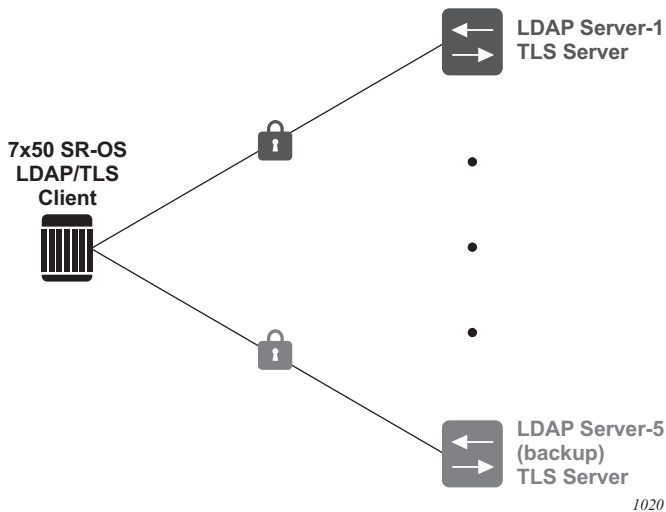 LDAP Server-1
TLS Server
7x50 SR-OS
LDAP/TLS
Client
LDAP Server-5
(backup)
TLS Server
1020